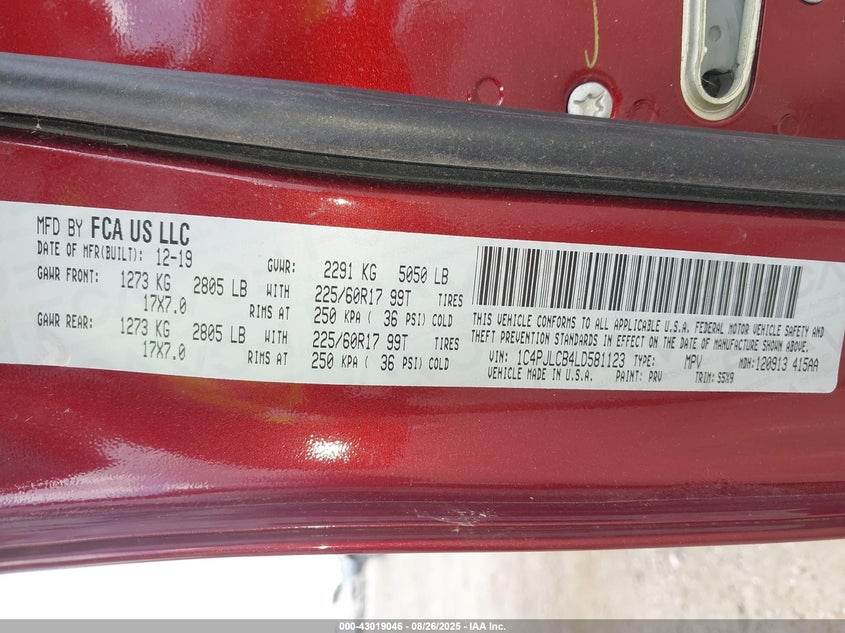 MFD BY FCA US LLC
DATE OF MFR(BUILT): 12-19 GVWR: 2291 KG 5050 LB
GAWR FRONT: 1273 KG 2805 LB WITH 225/60R17 99T TIRES
17X7.0 RIMS AT 250 KPA ( 36 PSI) COLD
GAWR REAR: 1273 KG 2805 LB WITH 225/60R17 99T TIRES
17X7.0 RIMS AT 250 KPA ( 36 PSI) COLD
THIS VEHICLE CONFORMS TO ALL APPLICABLE U.S.A. FEDERAL MOTOR VEHICLE SAFETY AND
THEFT PREVENTION STANDARDS IN EFFECT ON THE DATE OF MANUFACTURE SHOWN ABOVE.
VIN: 1C4PJLCB4LD581123 TYPE: MPV MDH: 120913 415AA
VEHICLE MADE IN U.S.A. PAINT: PRV TRIM: S5X9
000-43019046 - 08/26/2025 - IAA Inc.